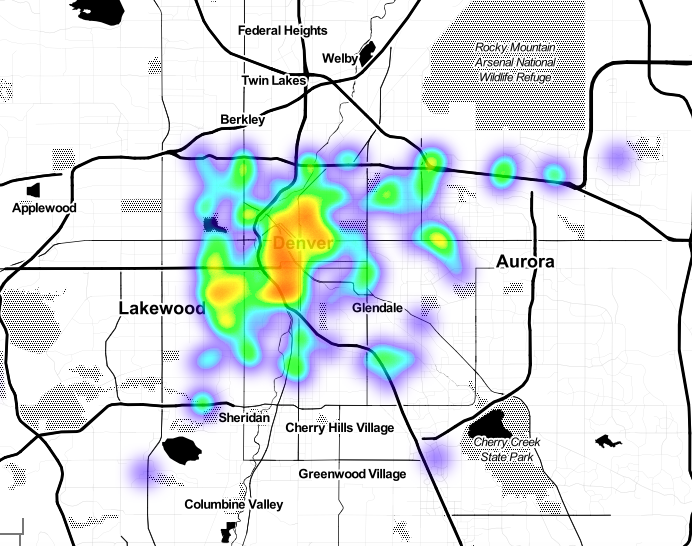 Federal Heights
Welby
Rocky Mountain
Arsenal National
Wildlife Refuge
Twin Lakes
Berkley
Applewood
Denver
Aurora
Lakewood
Glendale
Sheridan
Cherry Hills Village
Cherry Creek
State Park
Greenwood Village
Columbine Valley